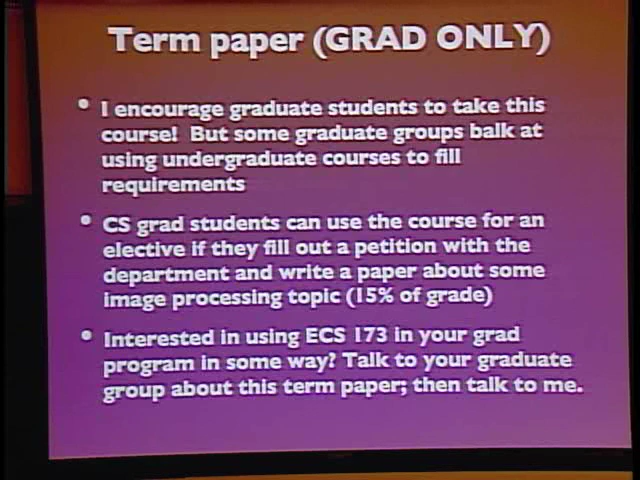 Term paper (GRAD ONLY)
• I encourage graduate students to take this
course! But some graduate groups balk at
using undergraduate courses to fill
requirements
• CS grad students can use the course for an
elective if they fill out a petition with the
department and write a paper about some
image processing topic (15% of grade)
• Interested in using ECS 173 in your grad
program in some way? Talk to your graduate
group about this term paper; then talk to me.